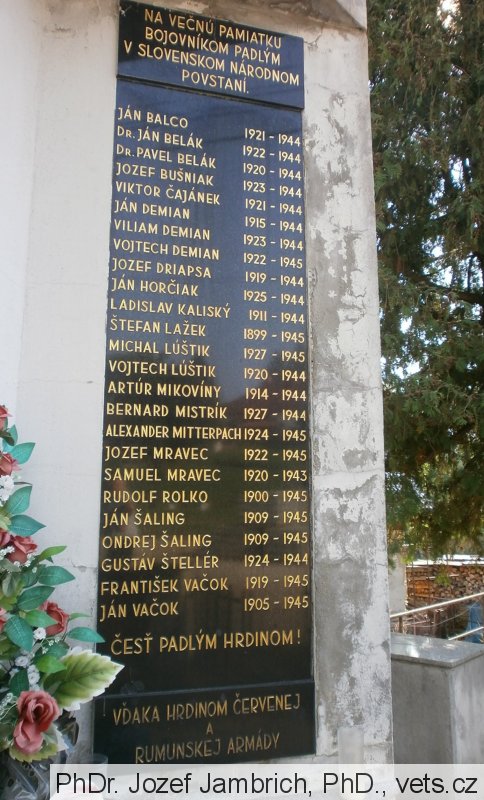 NA VEČNÚ PAMIATKU
BOJOVNÍKOM PADLÝM
V SLOVENSKOM NÁRODNOM
POVSTANÍ.
JÁN BALCO 1921 - 1944
DR. JÁN BELÁK 1922 - 1944
DR. PAVEL BELÁK 1920 - 1944
JOZEF BUŠNIAK 1923 - 1944
VIKTOR ČAJÁNEK 1921 - 1944
JÁN DEMIAN 1915 - 1944
VILIAM DEMIAN 1923 - 1944
VOJTECH DEMIAN 1922 - 1945
JOZEF DRIAPSA 1919 - 1944
JÁN HORČIAK 1925 - 1944
LADISLAV KALISKÝ 1911 - 1944
ŠTEFAN LAŽEK 1899 - 1945
MICHAL LÚŠTIK 1927 - 1945
VOJTECH LÚŠTIK 1920 - 1944
ARTÚR MIKOVÍNY 1914 - 1944
BERNARD MISTRÍK 1927 - 1944
ALEXANDER MITTERPACH 1924 - 1945
JOZEF MRAVEC 1922 - 1945
SAMUEL MRAVEC 1920 - 1943
RUDOLF ROLKO 1900 - 1945
JÁN ŠALING 1909 - 1945
ONDREJ ŠALING 1909 - 1945
GUSTÁV ŠTELLÉR 1924 - 1944
FRANTIŠEK VAČOK 1919 - 1945
JÁN VAČOK 1905 - 1945
ČESŤ PADLÝM HRDINOM !
VĎAKA HRDINOM ČERVENEJ
A
RUMUNSKEJ ARMÁDY
PhDr. Jozef Jambrich, PhD., vets.cz